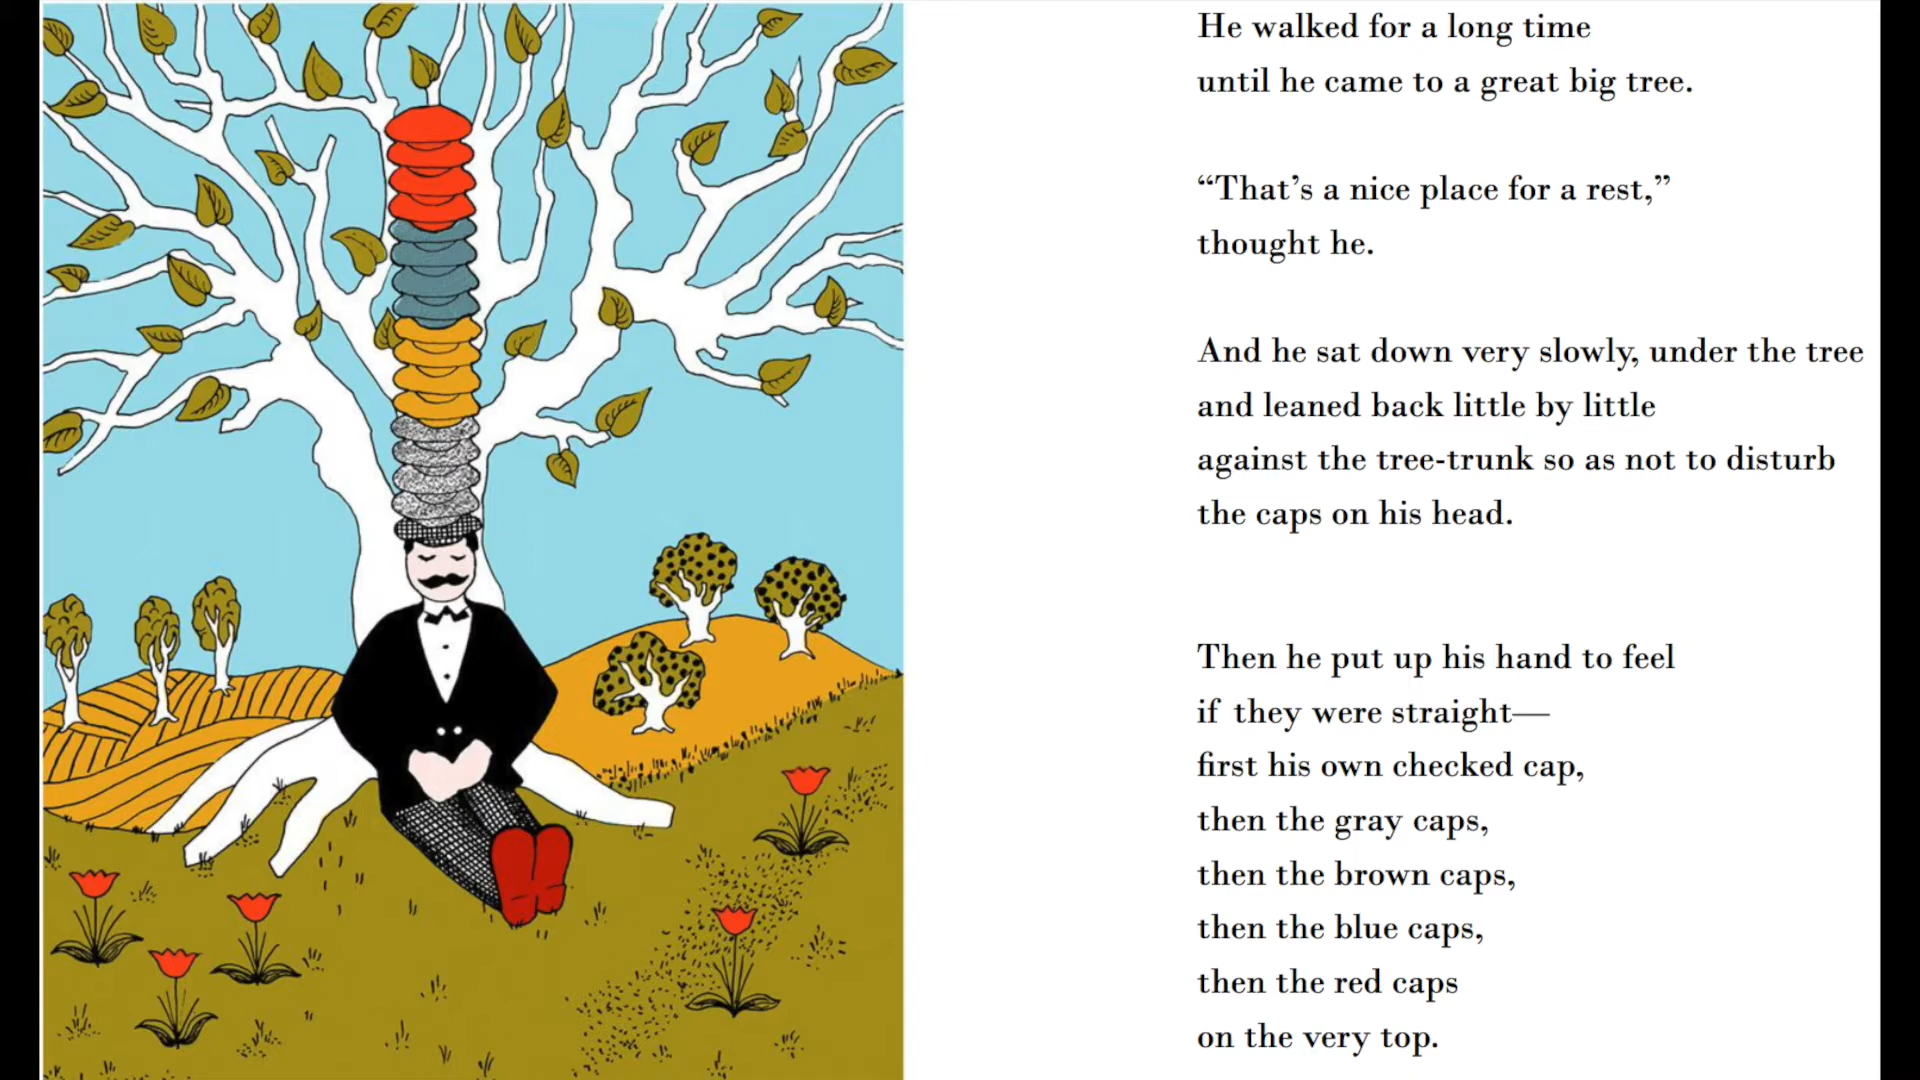 He walked for a long time
until he came to a great big tree.
“That’s a nice place for a rest,”
thought he.
And he sat down very slowly, under the tree
and leaned back little by little
against the tree-trunk so as not to disturb
the caps on his head.
Then he put up his hand to feel
if they were straight—
first his own checked cap,
then the gray caps,
then the brown caps,
then the blue caps,
then the red caps
on the very top.